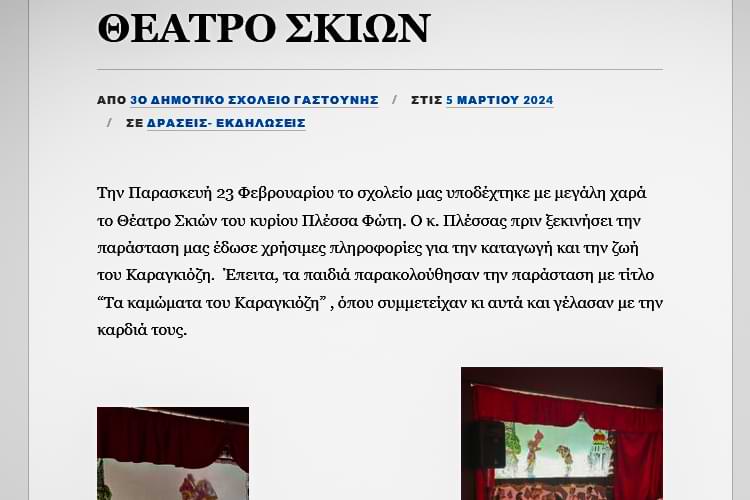 ΘΕΑΤΡΟ ΣΚΙΩΝ
ΑΠΟ 3Ο ΔΗΜΟΤΙΚΟ ΣΧΟΛΕΙΟ ΓΑΣΤΟΥΝΗΣ / ΣΤΙΣ 5 ΜΑΡΤΙΟΥ 2024
/ ΣΕ ΔΡΑΣΕΙΣ- ΕΚΔΗΛΩΣΕΙΣ
Την Παρασκευή 23 Φεβρουαρίου το σχολείο μας υποδέχτηκε με μεγάλη χαρά
το Θέατρο Σκιών του κυρίου Πλέσσα Φώτη. Ο κ. Πλέσσας πριν ξεκινήσει την
παράσταση μας έδωσε χρήσιμες πληροφορίες για την καταγωγή και την ζωή
του Καραγκιόζη. Έπειτα, τα παιδιά παρακολούθησαν την παράσταση με τίτλο
“Τα καμώματα του Καραγκιόζη” , όπου συμμετείχαν κι αυτά και γέλασαν με την
καρδιά τους.